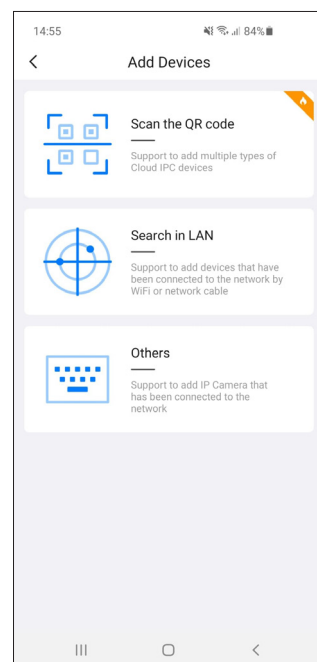 14:55 84%
Add Devices
Scan the QR code
Support to add multiple types of
Cloud IPC devices
Search in LAN
Support to add devices that have
been connected to the network by
WiFi or network cable
Others
Support to add IP Camera that
has been connected to the
network